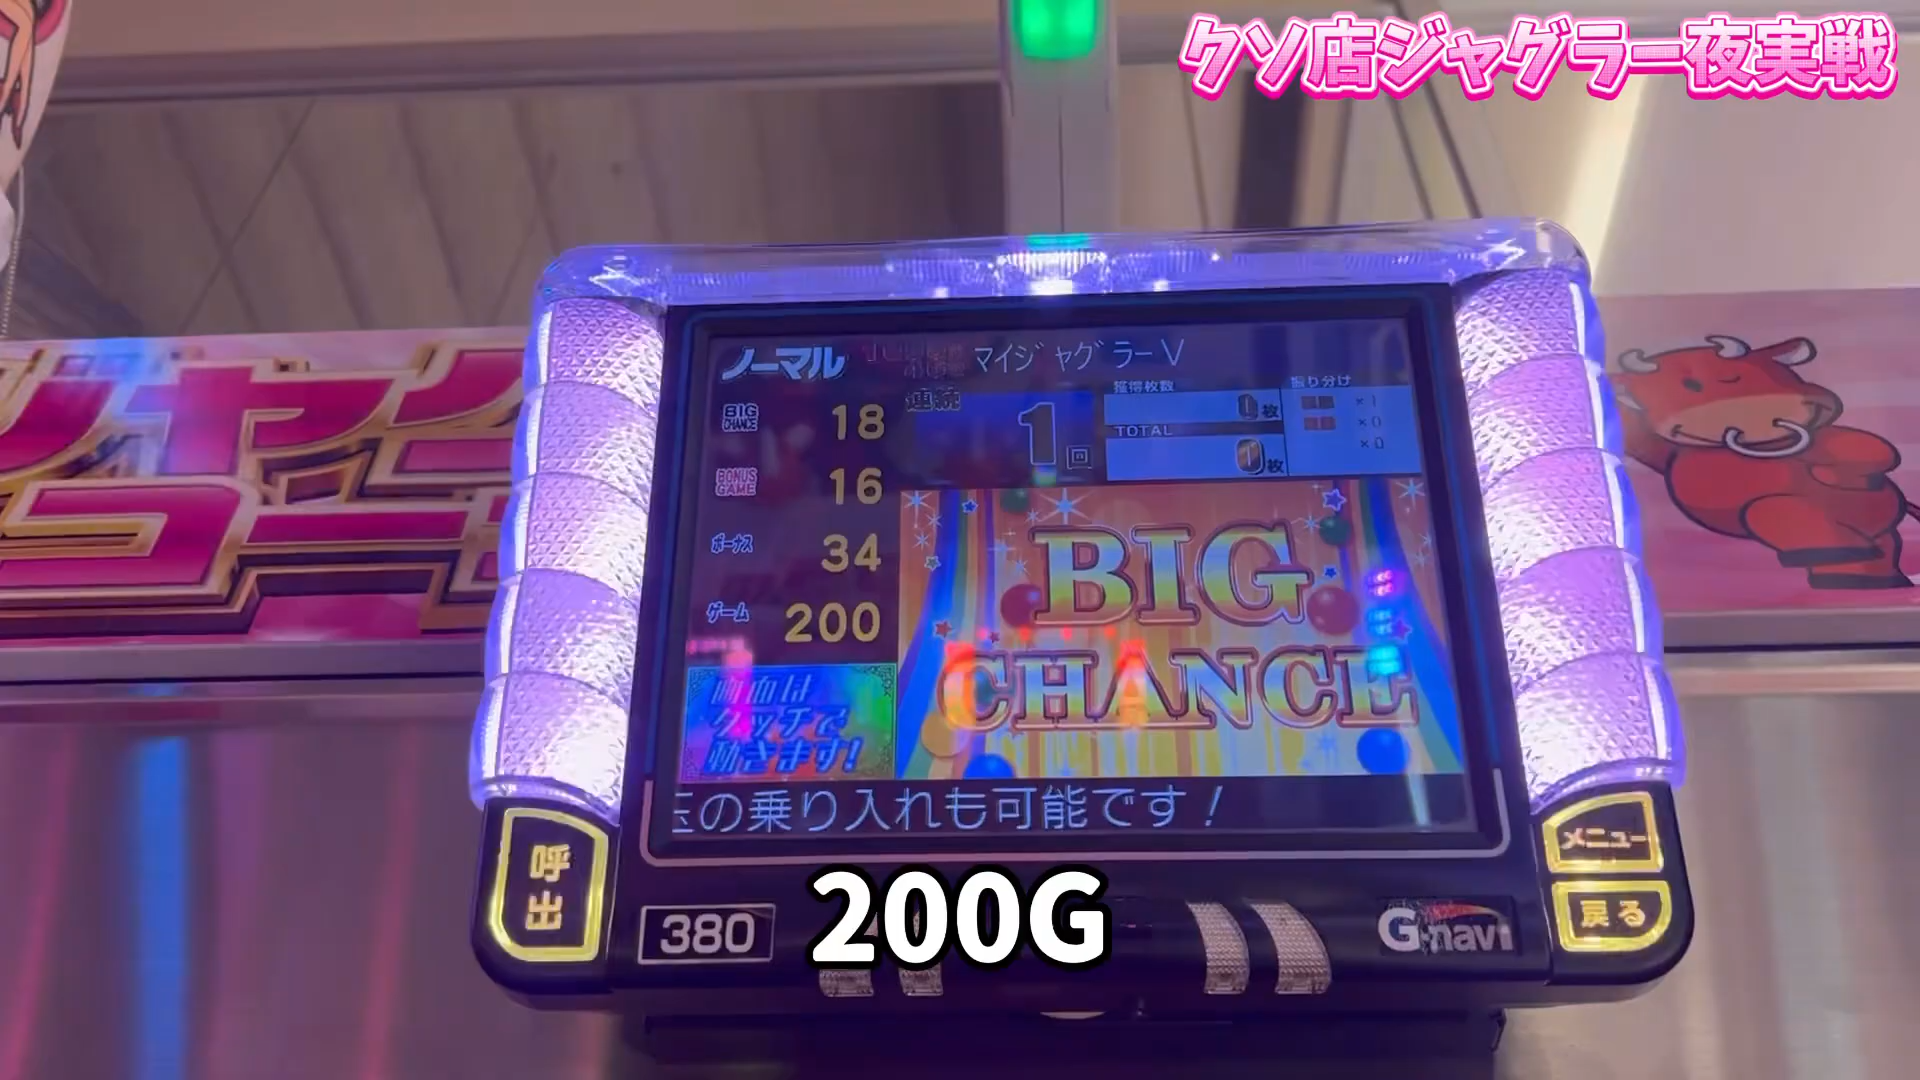 クソ店ジャグラー夜実戦
ノーマル
マイジャグラーV
BIG CHANCE 18
連続 1回
獲得枚数
枚
TOTAL
枚
振り分け
×1
×0
×0
BONUS GAME 16
ボーナス 34
ゲーム 200
BIG
CHANCE
画面は
タッチで
動きます!
玉の乗り入れも可能です!
呼出
メニュー
戻る
380
200G
G・navi